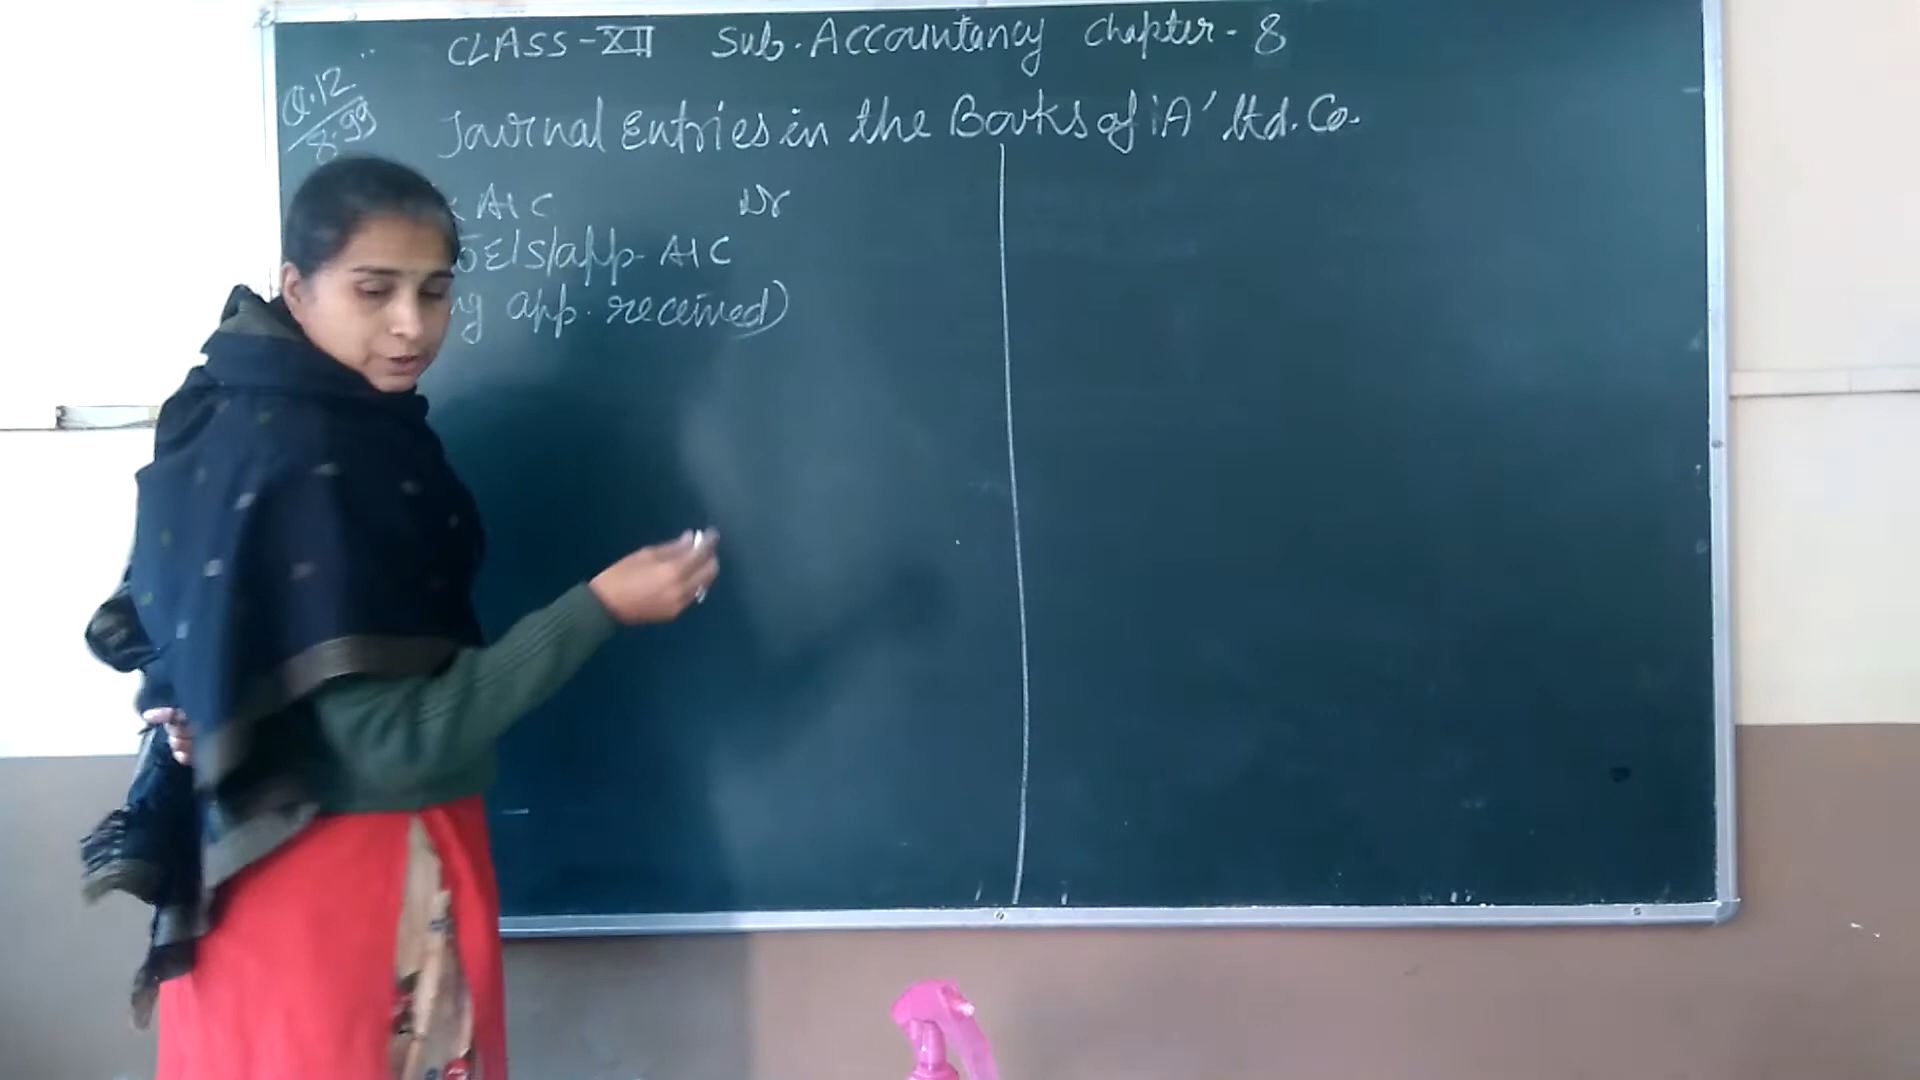 CLASS-XII Sub. Accountancy Chapter-8
Q.12
8.99
Journal Entries in the Books of 'A' ltd. Co.
A/C Dr
E/S/app A/C
app. received)